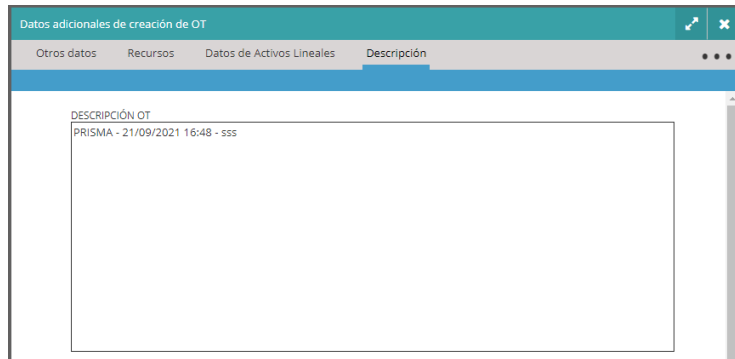 Datos adicionales de creación de OT
Otros datos Recursos Datos de Activos Lineales Descripción
DESCRIPCIÓN OT
PRISMA - 21/09/2021 16:48 - sss